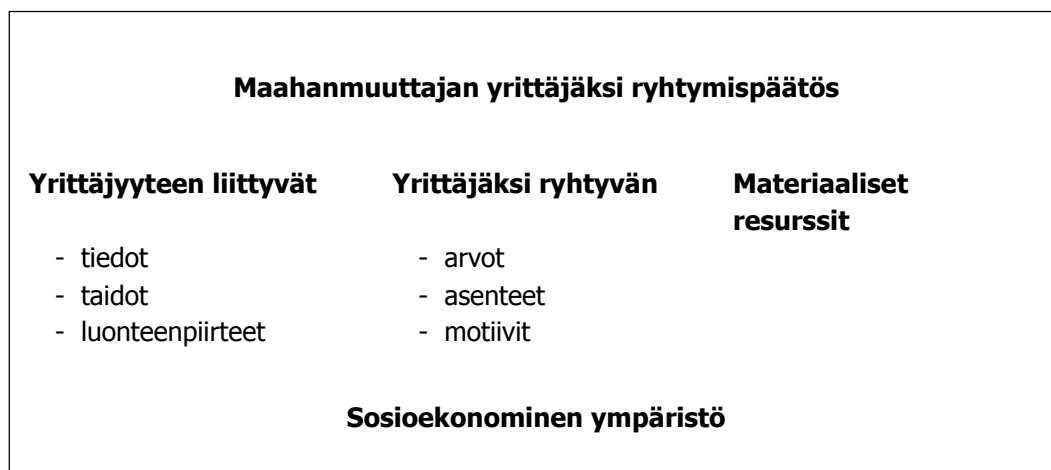 Maahanmuuttajan yrittäjäksi ryhtymispäätös
Yrittäjyyteen liittyvät
- tiedot
- taidot
- luonteenpiirteet
Yrittäjäksi ryhtyvän
- arvot
- asenteet
- motiivit
Materiaaliset
resurssit
Sosioekonominen ympäristö